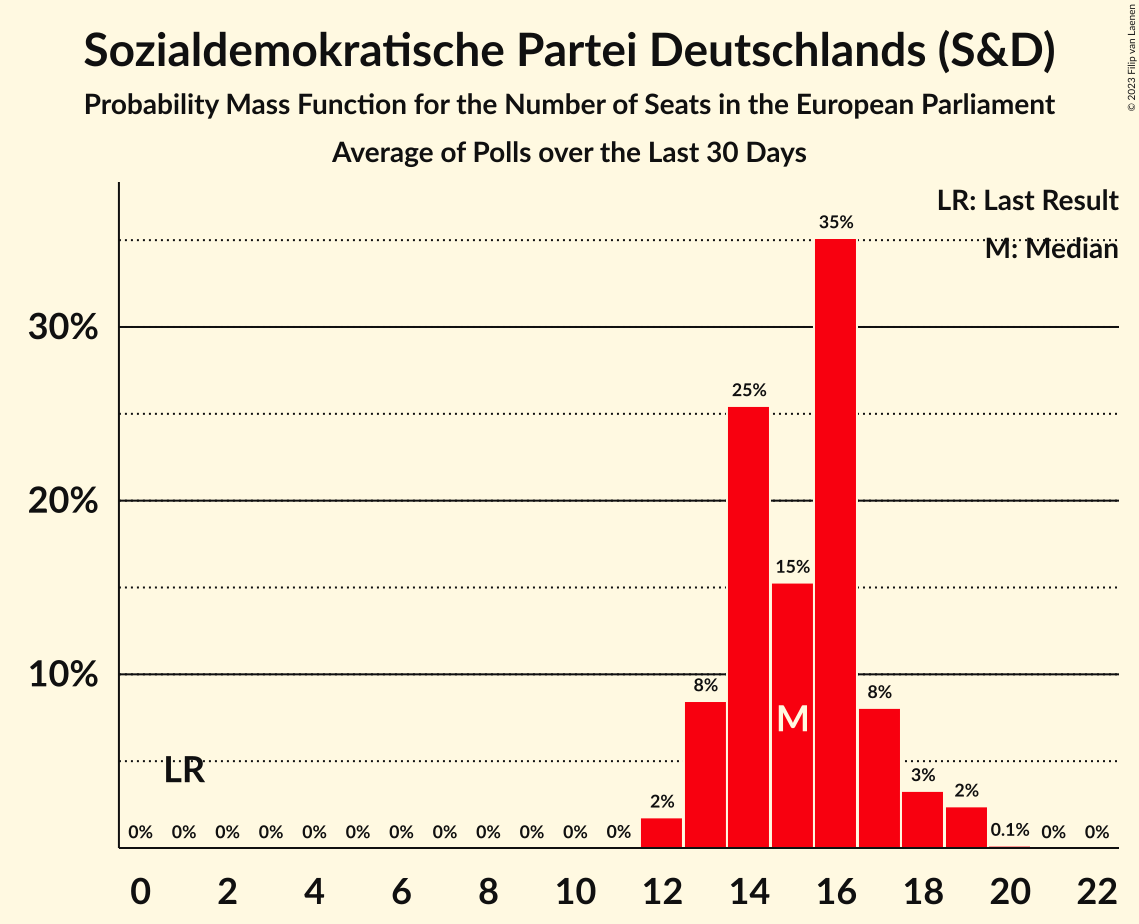 Sozialdemokratische Partei Deutschlands (S&D)
Probability Mass Function for the Number of Seats in the European Parliament
Average of Polls over the Last 30 Days
© 2023 Filip van Laenen
LR: Last Result
M: Median
35%
30%
25%
20%
15%
10%
8%
8%
M
LR
3%
2%
2%
0% 0% 0% 0% 0% 0% 0% 0% 0% 0% 0% 0% 0.1% 0% 0%
0 2 4 6 8 10 12 14 16 18 20 22